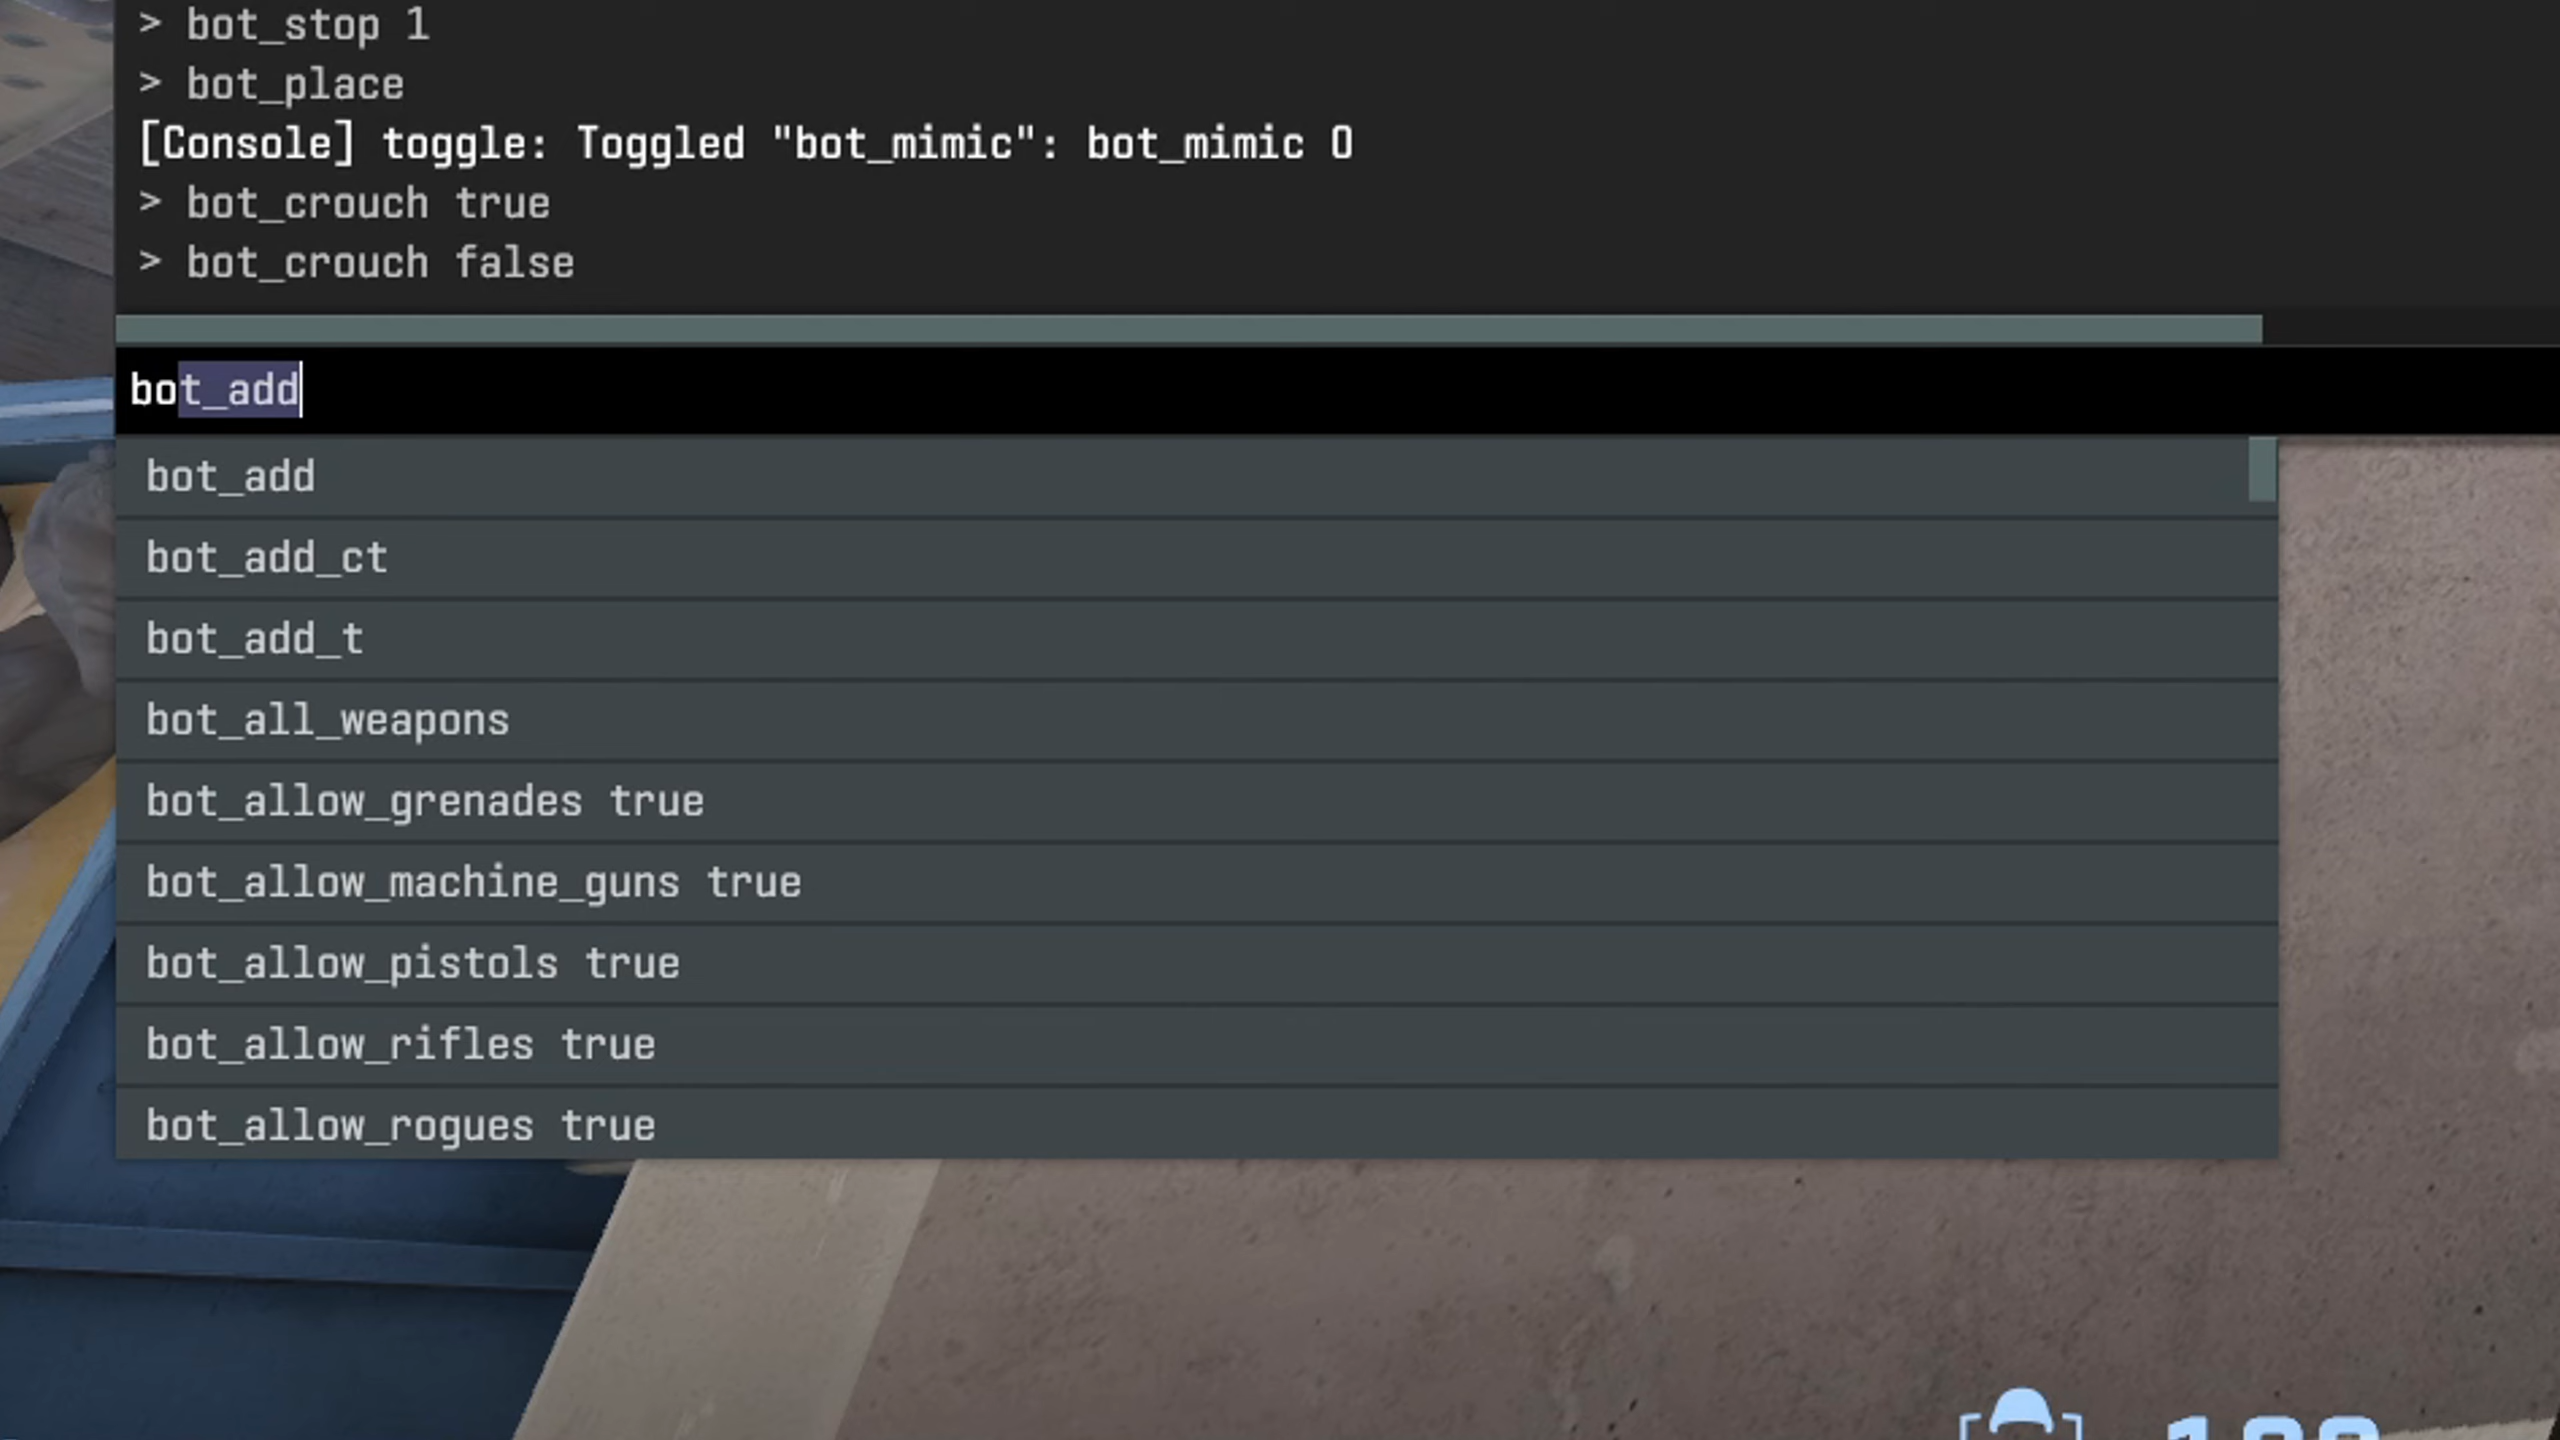 > bot_stop 1
> bot_place
[Console] toggle: Toggled "bot_mimic": bot_mimic 0
> bot_crouch true
> bot_crouch false
bot_add
bot_add
bot_add_ct
bot_add_t
bot_all_weapons
bot_allow_grenades true
bot_allow_machine_guns true
bot_allow_pistols true
bot_allow_rifles true
bot_allow_rogues true